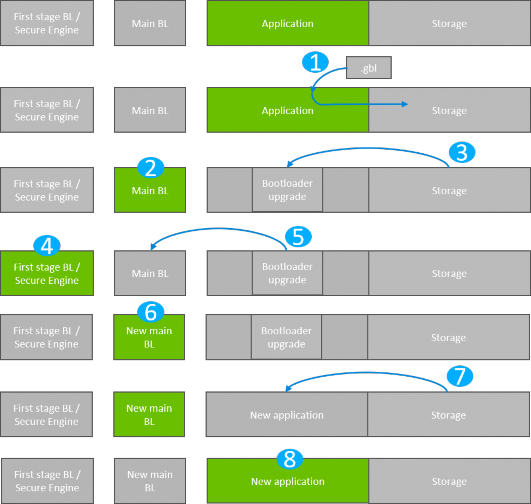 First stage BL /
Secure Engine
Main BL
Application
Storage
1
.gbl
First stage BL /
Secure Engine
Main BL
Application
Storage
2
3
First stage BL /
Secure Engine
Main BL
Bootloader
upgrade
Storage
4
5
First stage BL /
Secure Engine
Main BL
Bootloader
upgrade
Storage
6
First stage BL /
Secure Engine
New main
BL
Bootloader
upgrade
Storage
7
First stage BL /
Secure Engine
New main
BL
New application
Storage
8
First stage BL /
Secure Engine
New main
BL
New application
Storage